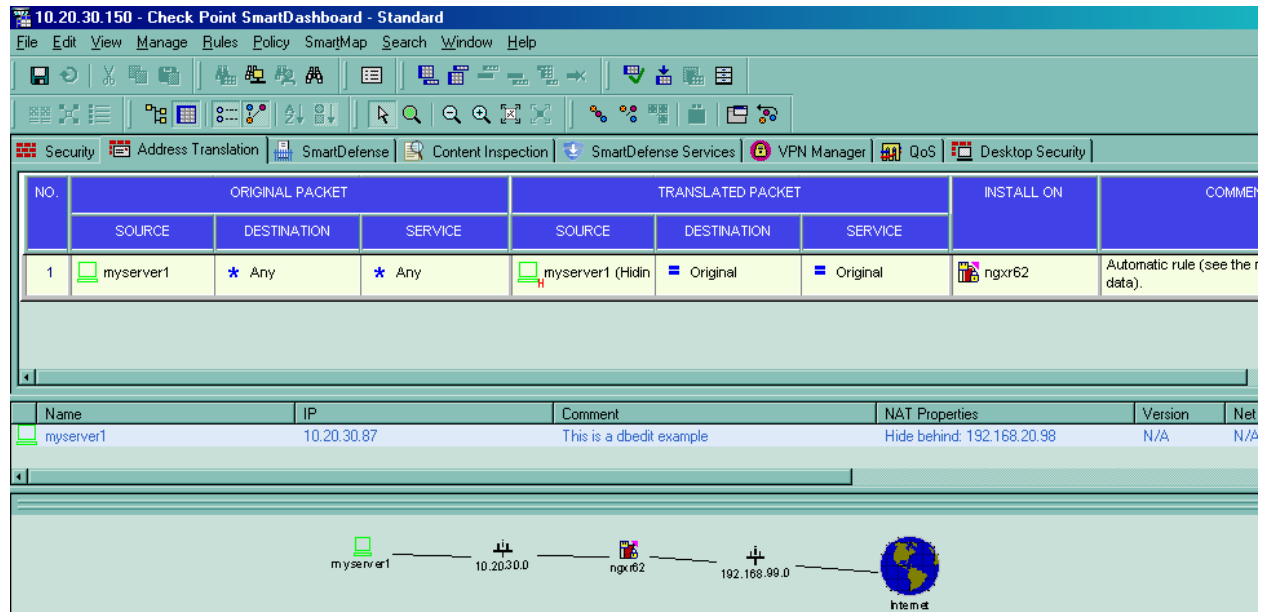 10.20.30.150 - Check Point SmartDashboard - Standard
File Edit View Manage Rules Policy SmartMap Search Window Help
Security Address Translation SmartDefense Content Inspection SmartDefense Services VPN Manager QoS Desktop Security
NO. ORIGINAL PACKET TRANSLATED PACKET INSTALL ON COMMEN
SOURCE DESTINATION SERVICE SOURCE DESTINATION SERVICE
1 myserver1 * Any * Any myserver1 (Hidin = Original = Original ngxr62 Automatic rule (see the
data).
Name IP Comment NAT Properties Version Net
myserver1 10.20.30.87 This is a dbedit example Hide behind: 192.168.20.98 N/A N/A
myserver1 10.20.30.0 ngxr62 192.168.99.0 Internet